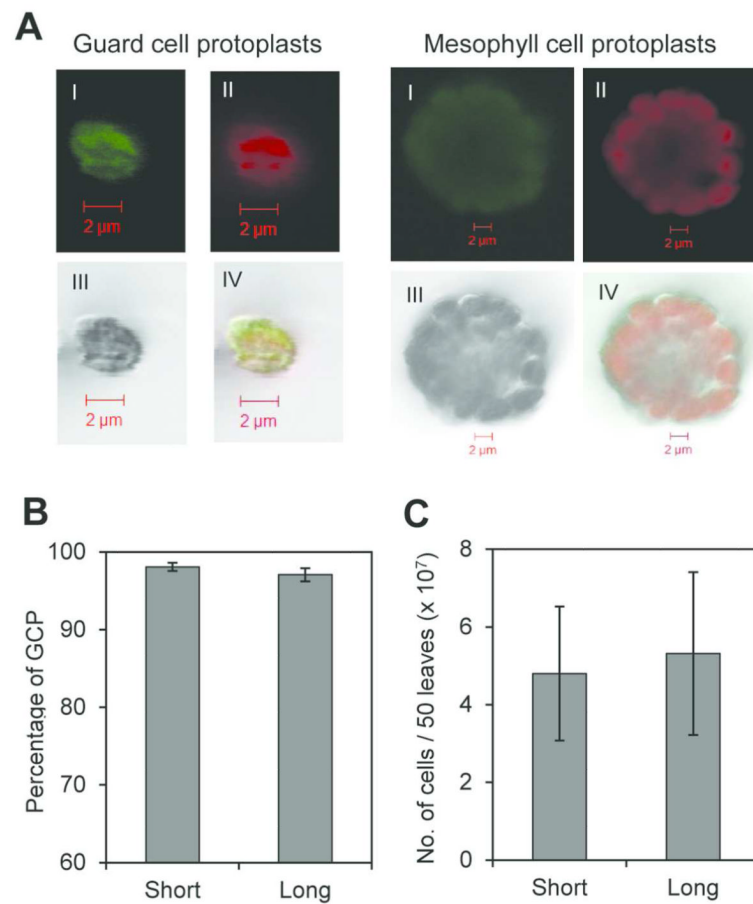 A
Guard cell protoplasts
Mesophyll cell protoplasts
I
II
2 µm
2 µm
III
IV
2 µm
2 µm
I
II
2 µm
2 µm
III
IV
2 µm
2 µm
B
Percentage of GCP
100
90
80
70
60
Short
Long
C
No. of cells / 50 leaves (x 10⁷)
8
6
4
2
0
Short
Long